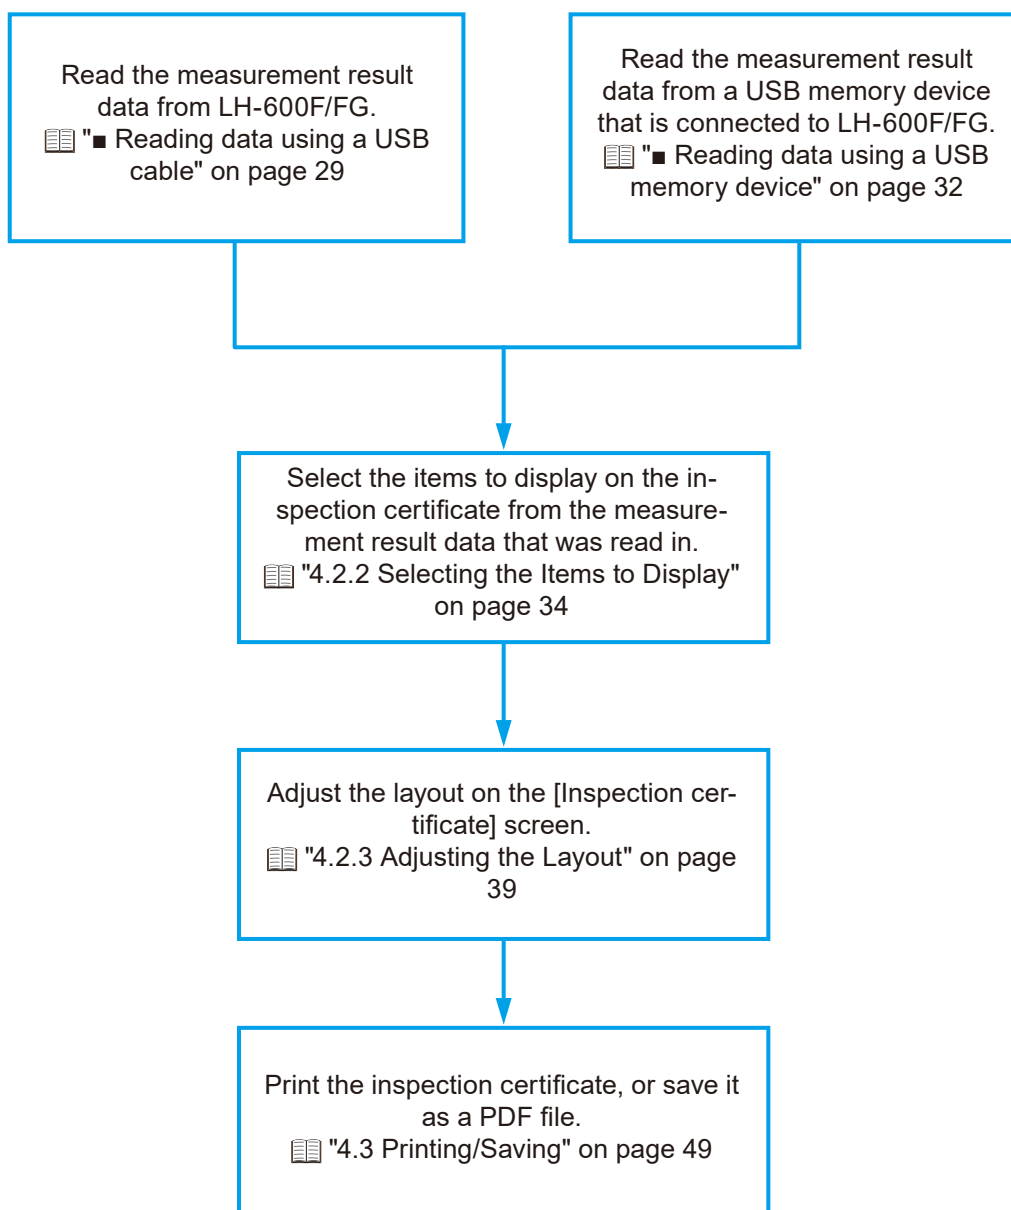 Read the measurement result
data from LH-600F/FG.
"■ Reading data using a USB
cable" on page 29
Read the measurement result
data from a USB memory device
that is connected to LH-600F/FG.
"■ Reading data using a USB
memory device" on page 32
Select the items to display on the in-
spection certificate from the measure-
ment result data that was read in.
"4.2.2 Selecting the Items to Display"
on page 34
Adjust the layout on the [Inspection cer-
tificate] screen.
"4.2.3 Adjusting the Layout" on page
39
Print the inspection certificate, or save it
as a PDF file.
"4.3 Printing/Saving" on page 49